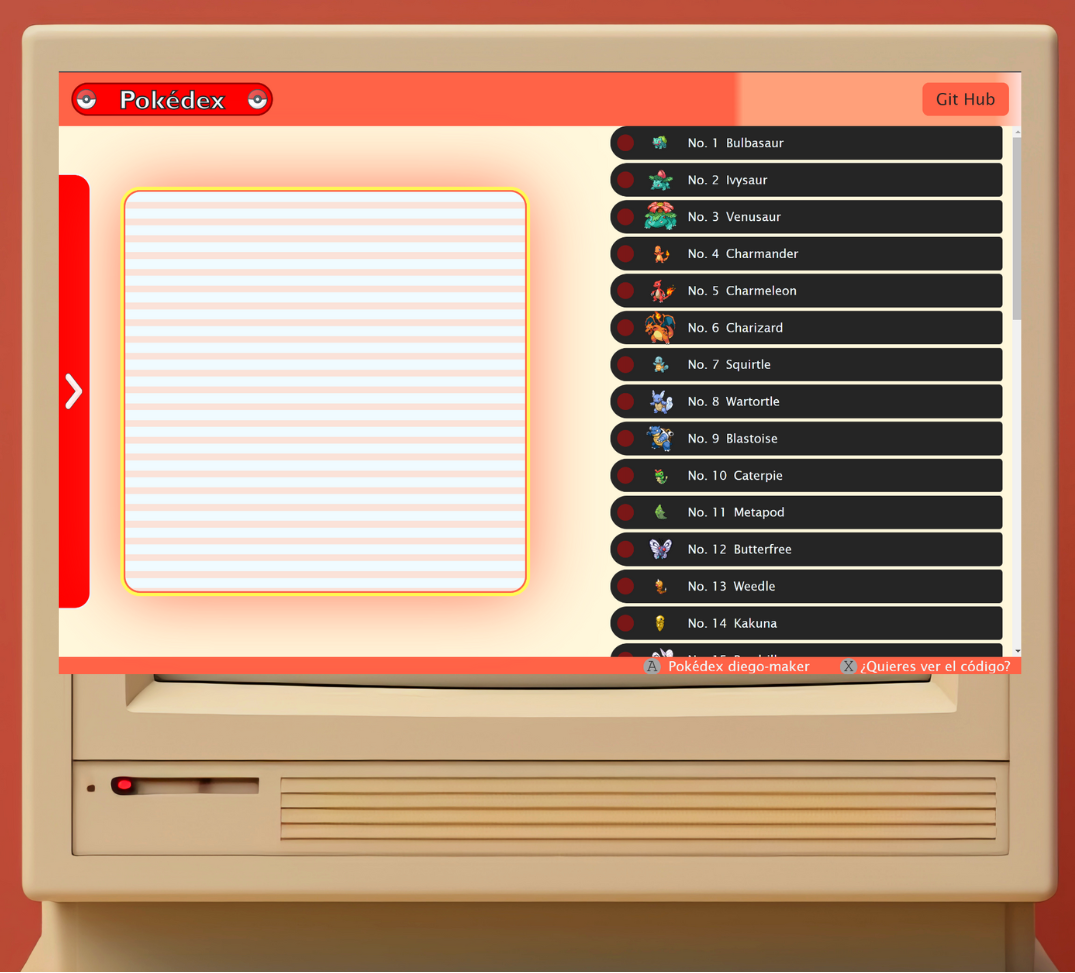 Pokédex
Git Hub
No. 1 Bulbasaur
No. 2 Ivysaur
No. 3 Venusaur
No. 4 Charmander
No. 5 Charmeleon
No. 6 Charizard
No. 7 Squirtle
No. 8 Wartortle
No. 9 Blastoise
No. 10 Caterpie
No. 11 Metapod
No. 12 Butterfree
No. 13 Weedle
No. 14 Kakuna
A Pokédex diego-maker X ¿Quieres ver el código?